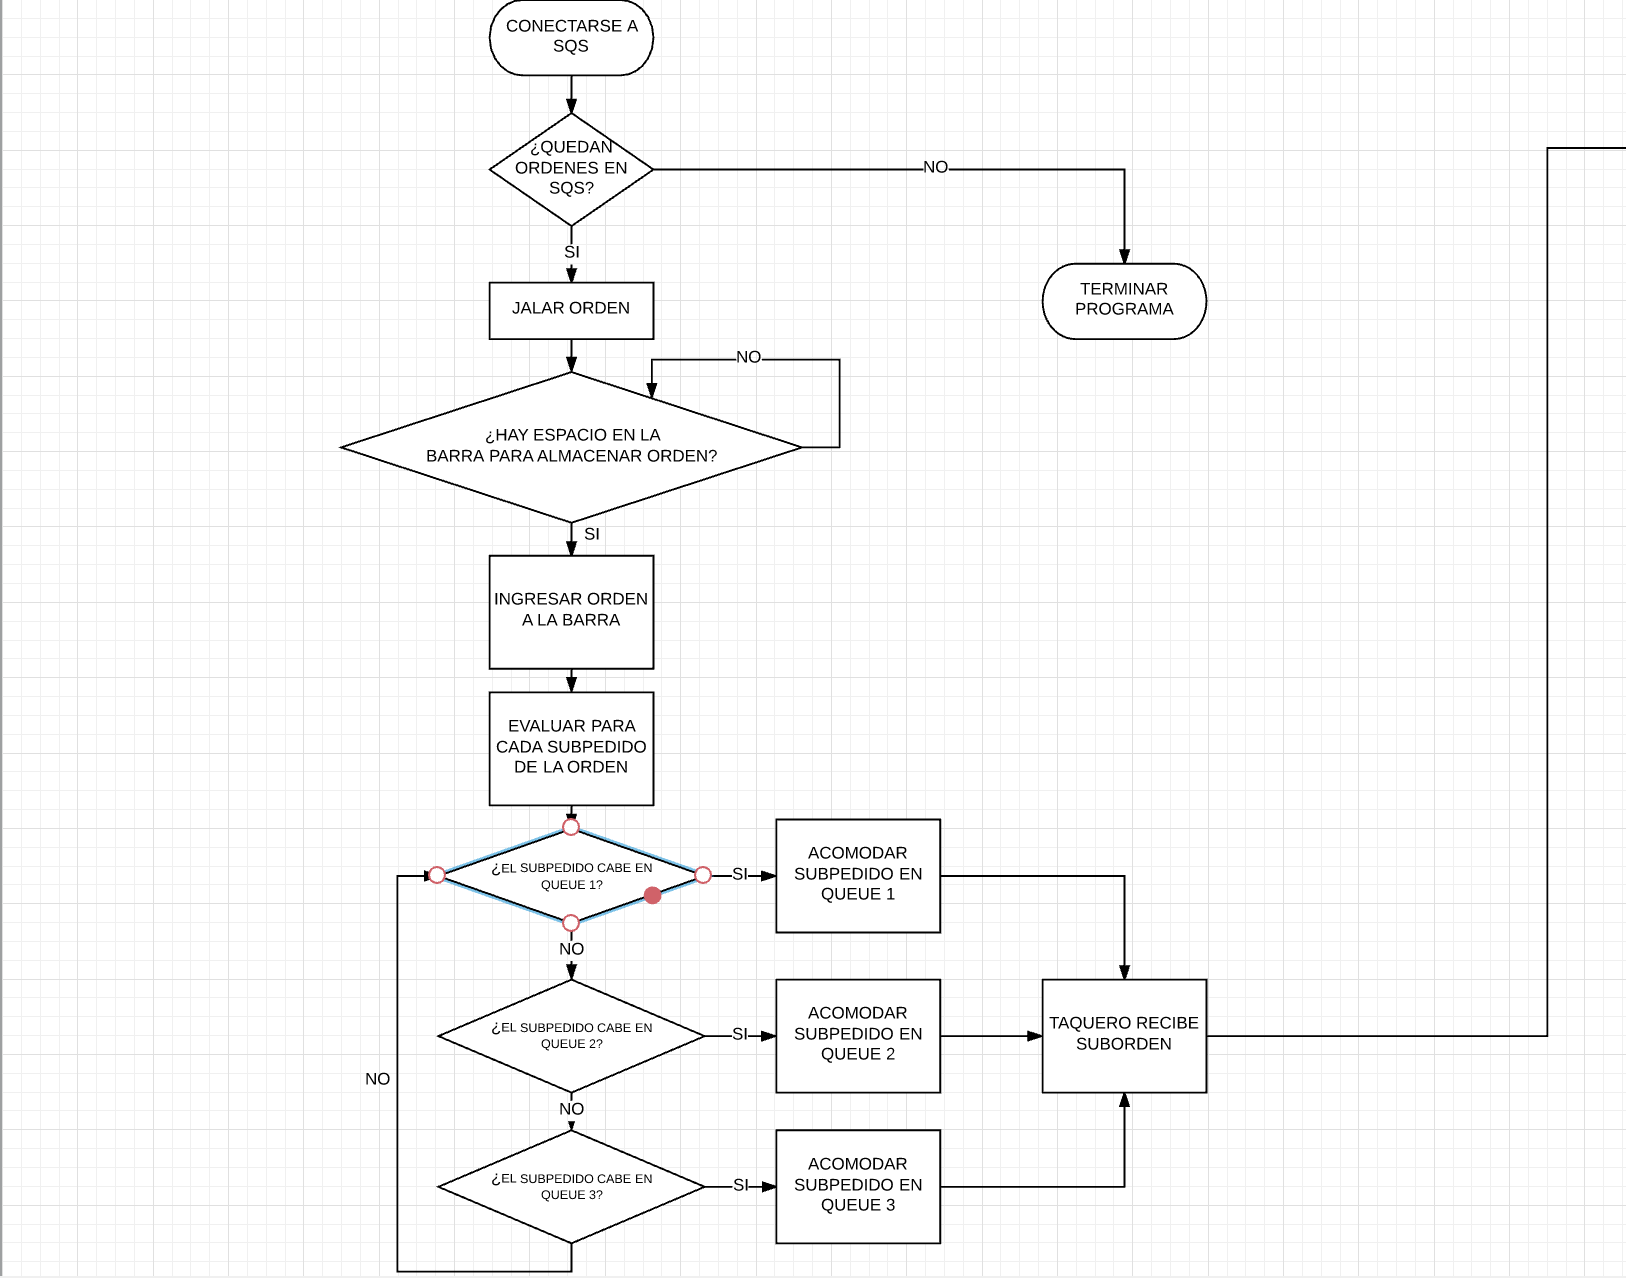 CONECTARSE A
SQS
¿QUEDAN
ORDENES EN
SQS?
NO
SI
TERMINAR
PROGRAMA
JALAR ORDEN
NO
¿HAY ESPACIO EN LA
BARRA PARA ALMACENAR ORDEN?
SI
INGRESAR ORDEN
A LA BARRA
EVALUAR PARA
CADA SUBPEDIDO
DE LA ORDEN
¿EL SUBPEDIDO CABE EN
QUEUE 1?
SI
ACOMODAR
SUBPEDIDO EN
QUEUE 1
NO
¿EL SUBPEDIDO CABE EN
QUEUE 2?
SI
ACOMODAR
SUBPEDIDO EN
QUEUE 2
TAQUERO RECIBE
SUBORDEN
NO
NO
¿EL SUBPEDIDO CABE EN
QUEUE 3?
SI
ACOMODAR
SUBPEDIDO EN
QUEUE 3